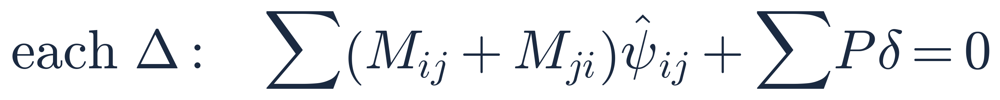 each Δ : ∑(M_{ij} + M_{ji})ψ̂_{ij} + ∑Pδ = 0